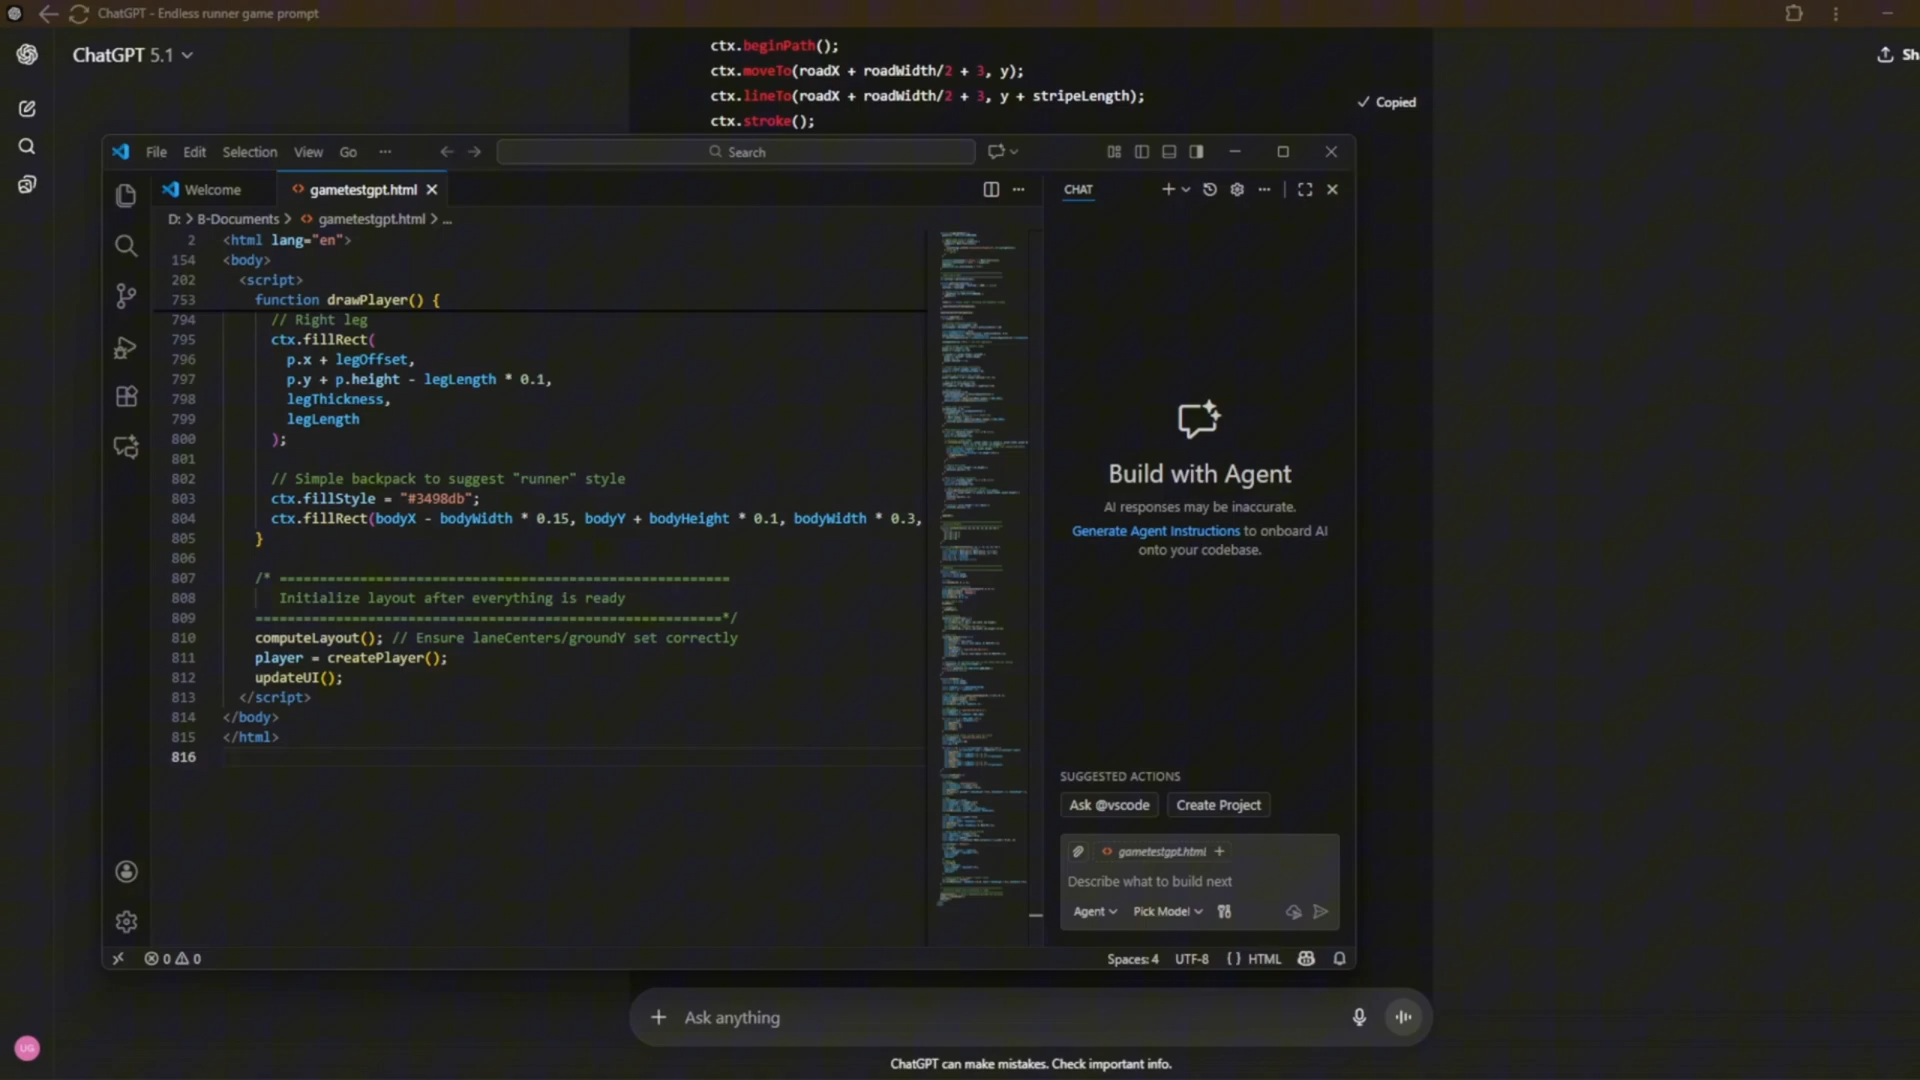 ChatGPT - Endless runner game prompt
ChatGPT 5.1
Sh
ctx.beginPath();
ctx.moveTo(roadX + roadWidth/2 + 3, y);
ctx.lineTo(roadX + roadWidth/2 + 3, y + stripeLength);
ctx.stroke();
Copied
File Edit Selection View Go ... Search
Welcome gametestgpt.html
D: > B-Documents > gametestgpt.html > ...
2 <html lang="en">
154 <body>
202 <script>
753 function drawPlayer() {
794 // Right leg
795 ctx.fillRect(
796 p.x + legOffset,
797 p.y + p.height - legLength * 0.1,
798 legThickness,
799 legLength
800 );
801
802 // Simple backpack to suggest "runner" style
803 ctx.fillStyle = "#3498db";
804 ctx.fillRect(bodyX - bodyWidth * 0.15, bodyY + bodyHeight * 0.1, bodyWidth * 0.3,
805 }
806
807 /* ========================================================
808 Initialize layout after everything is ready
809 ==========================================================*/
810 computeLayout(); // Ensure laneCenters/groundY set correctly
811 player = createPlayer();
812 updateUI();
813 </script>
814 </body>
815 </html>
816
CHAT
Build with Agent
AI responses may be inaccurate.
Generate Agent Instructions to onboard AI
onto your codebase.
SUGGESTED ACTIONS
Ask @vscode Create Project
gametestgpt.html +
Describe what to build next
Agent Pick Model
0 0 Spaces: 4 UTF-8 { } HTML
Ask anything
UG
ChatGPT can make mistakes. Check important info.